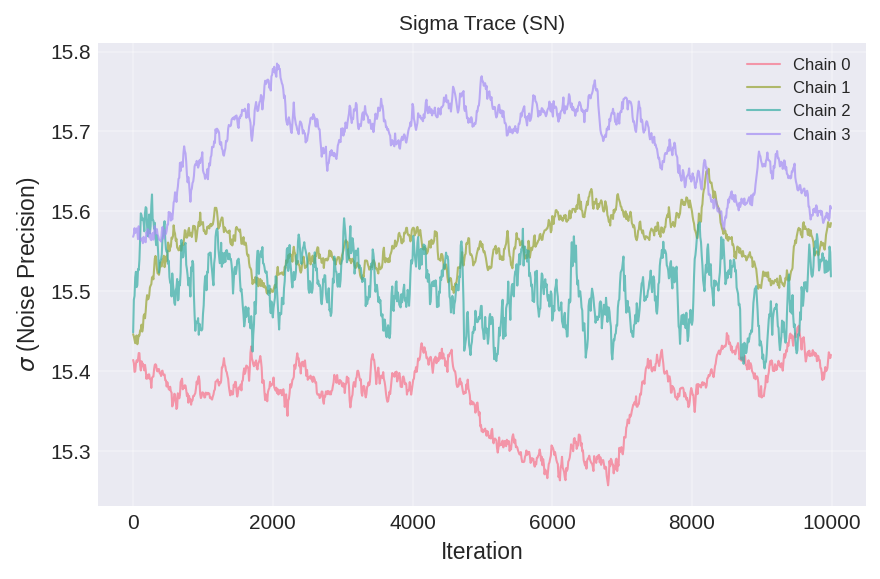 Sigma Trace (SN)
15.8
15.7
15.6
15.5
15.4
15.3
σ (Noise Precision)
Chain 0
Chain 1
Chain 2
Chain 3
0 2000 4000 6000 8000 10000
Iteration